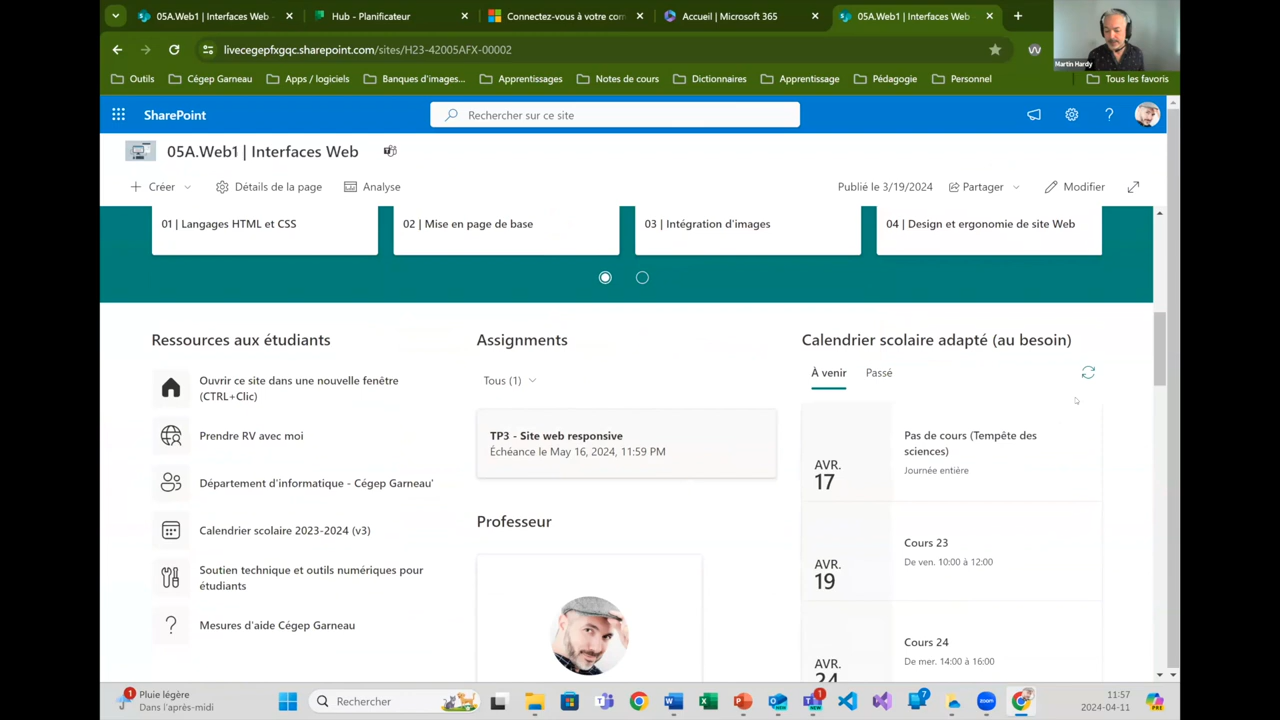 05A.Web1 | Interfaces Web -
Hub - Planificateur
Connectez-vous à votre com
Accueil | Microsoft 365
05A.Web1 | Interfaces Web
livecegepfxgqc.sharepoint.com/sites/H23-42005AFX-00002
Martin Hardy
Outils
Cégep Garneau
Apps / logiciels
Banques d'images...
Apprentissages
Notes de cours
Dictionnaires
Apprentissage
Pédagogie
Personnel
Tous les favoris
SharePoint
Rechercher sur ce site
05A.Web1 | Interfaces Web
Créer
Détails de la page
Analyse
Publié le 3/19/2024
Partager
Modifier
01 | Langages HTML et CSS
02 | Mise en page de base
03 | Intégration d'images
04 | Design et ergonomie de site Web
Ressources aux étudiants
Ouvrir ce site dans une nouvelle fenêtre
(CTRL+Clic)
Prendre RV avec moi
Département d'informatique - Cégep Garneau'
Calendrier scolaire 2023-2024 (v3)
Soutien technique et outils numériques pour
étudiants
Mesures d'aide Cégep Garneau
Assignments
Tous (1)
TP3 - Site web responsive
Échéance le May 16, 2024, 11:59 PM
Professeur
Calendrier scolaire adapté (au besoin)
À venir
Passé
AVR.
17
Pas de cours (Tempête des
sciences)
Journée entière
AVR.
19
Cours 23
De ven. 10:00 à 12:00
AVR.
24
Cours 24
De mer. 14:00 à 16:00
1
Pluie légère
Dans l'après-midi
Rechercher
1
7
11:57
2024-04-11